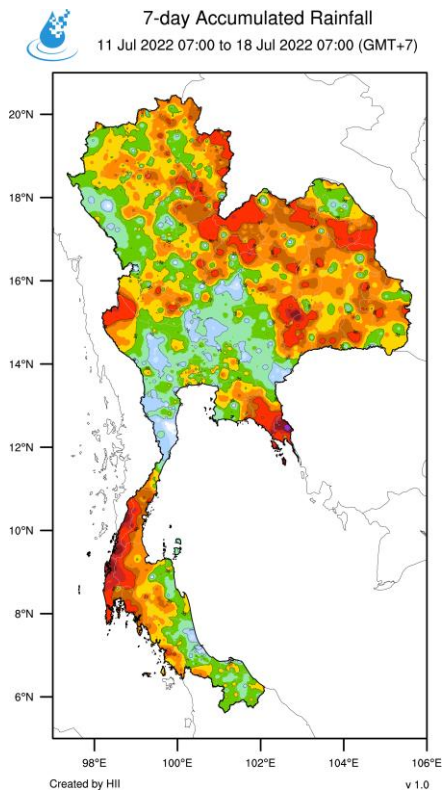 7-day Accumulated Rainfall
11 Jul 2022 07:00 to 18 Jul 2022 07:00 (GMT+7)
20°N
18°N
16°N
14°N
12°N
10°N
8°N
6°N
98°E 100°E 102°E 104°E 106°E
Created by HII v 1.0